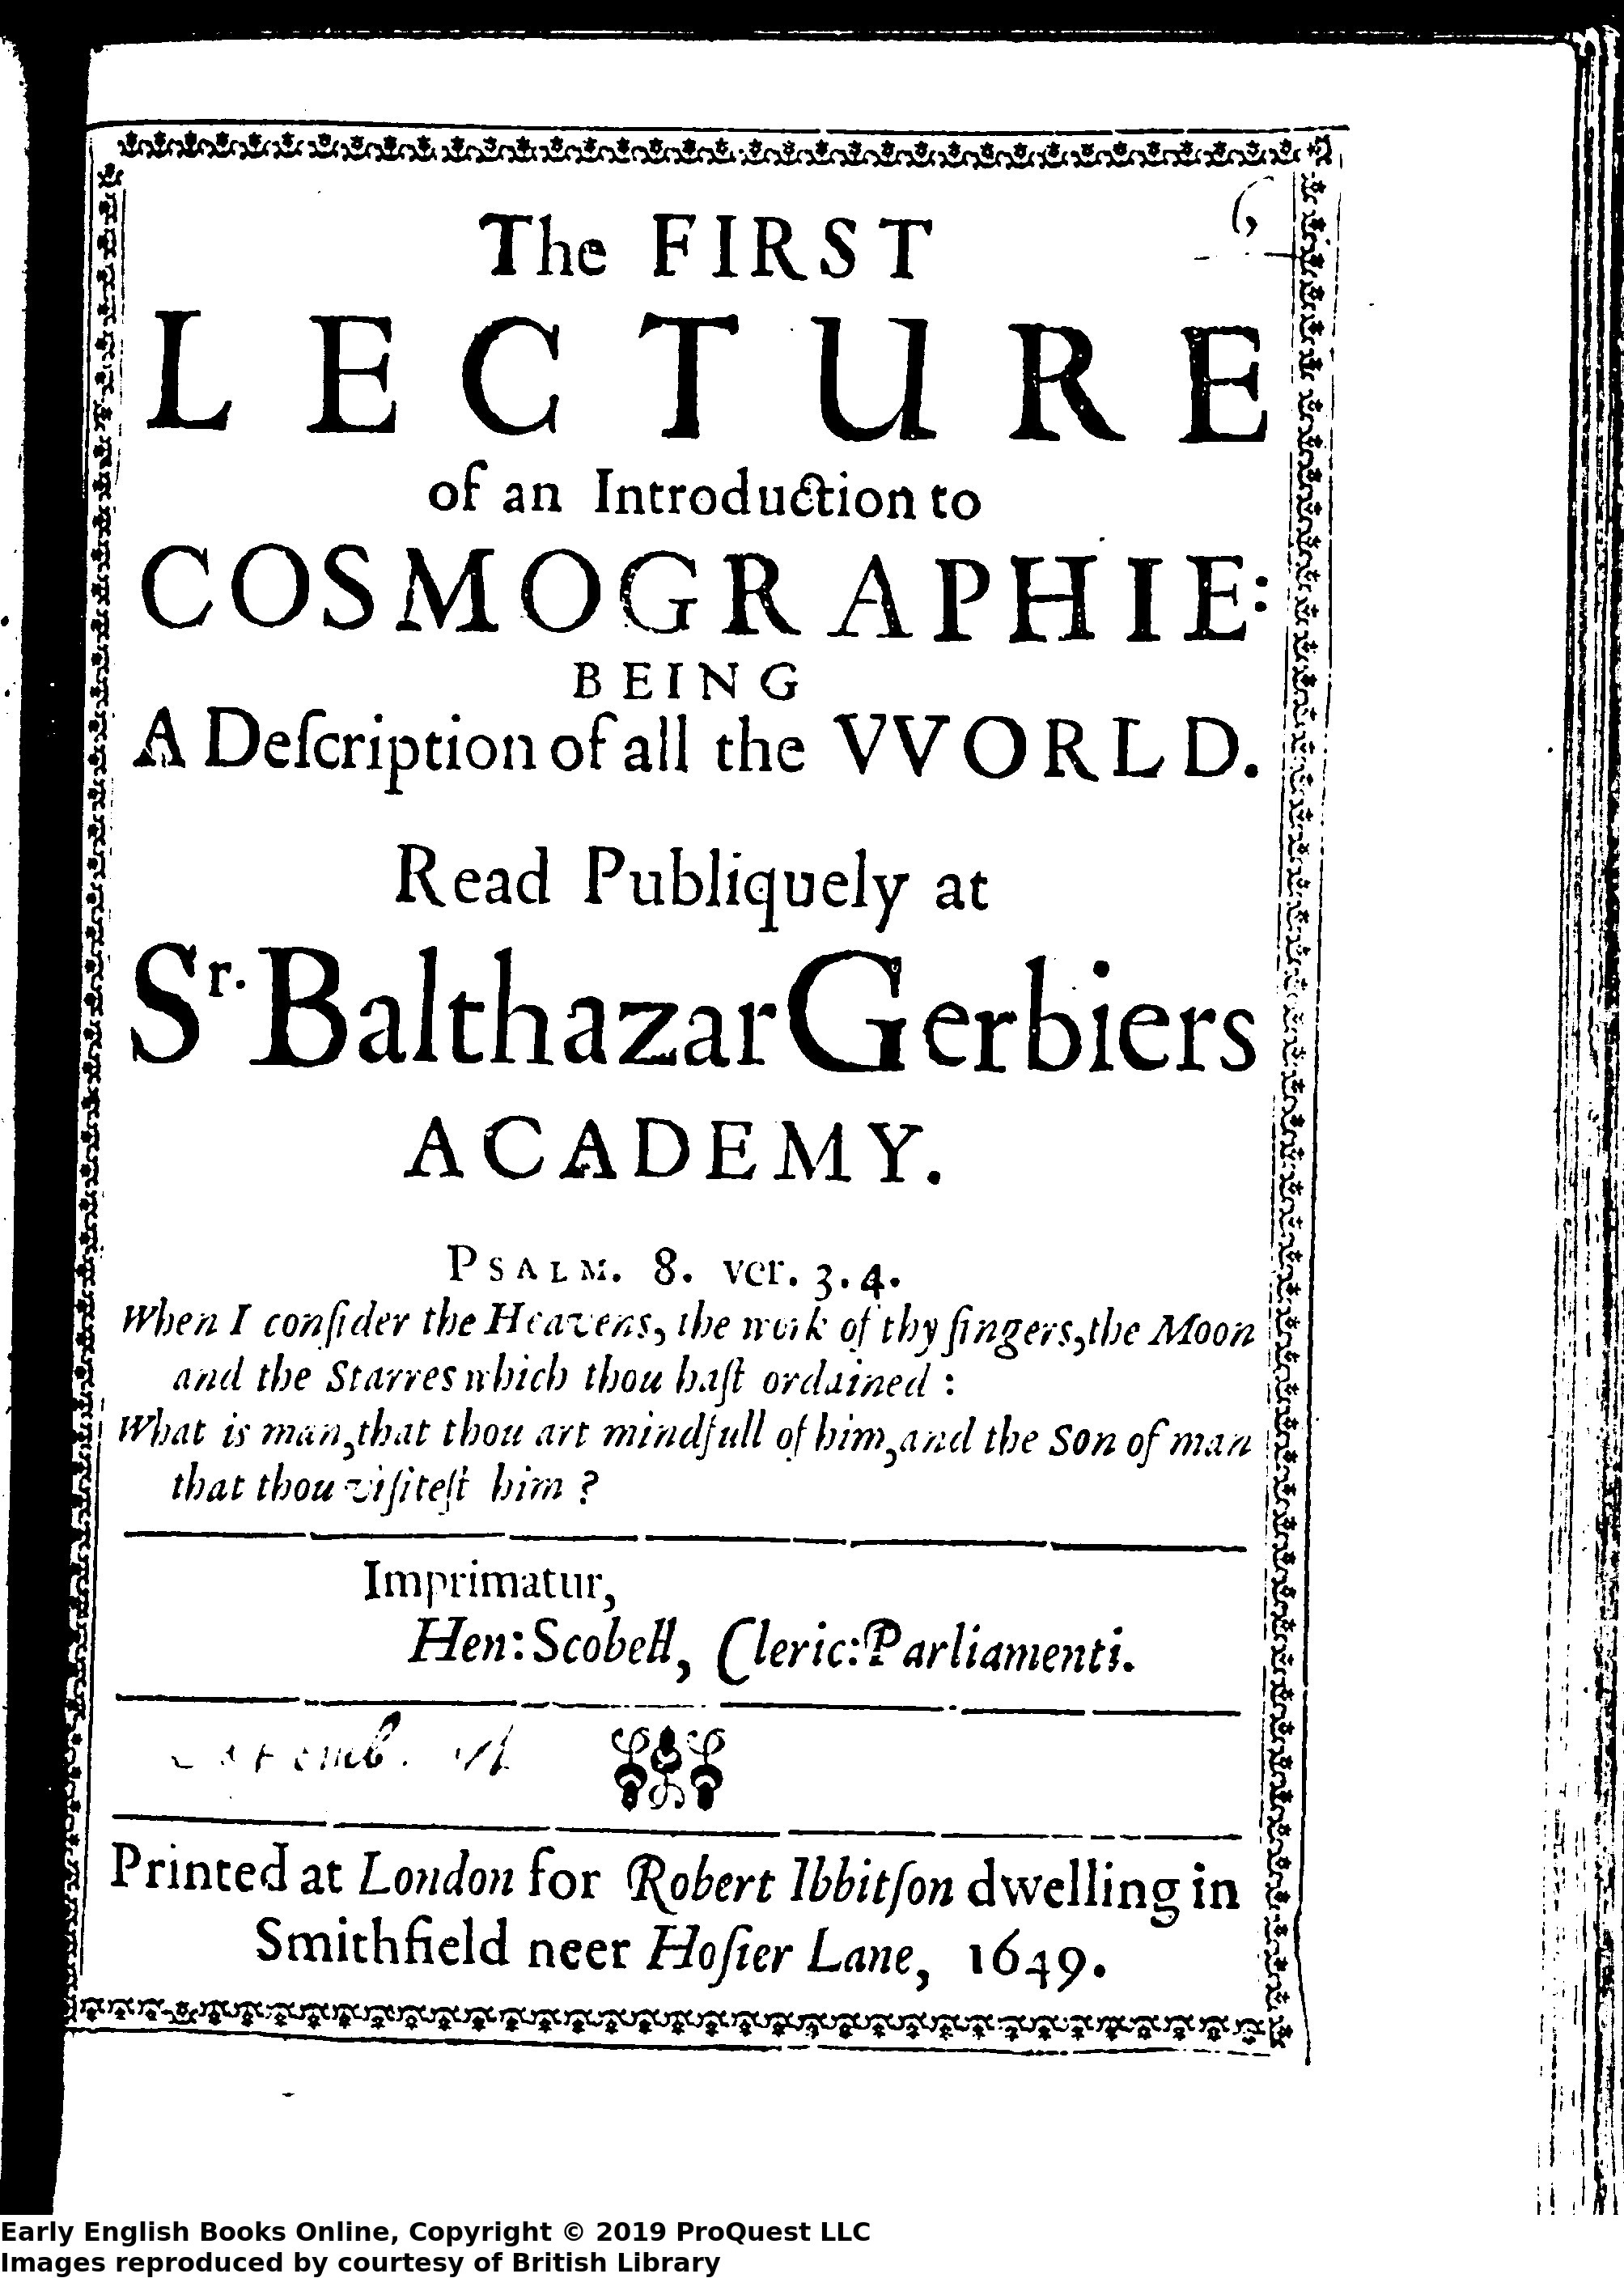 6
The FIRST
LECTURE
of an Introduction to
COSMOGRAPHIE:
BEING
A Deſcription of all the VVORLD.
Read Publiquely at
Sr. Balthazar Gerbiers
ACADEMY.
PSALM. 8. ver. 3. 4.
When I conſider the Heavens, the work of thy fingers, the Moon
and the Starres which thou haſt ordained :
What is man, that thou art mindfull of him, and the Son of man
that thou viſiteſt him ?
Imprimatur,
Hen: Scobell, Cleric: Parliamenti.
Printed at London for Robert Ibbitſon dwelling in
Smithfield neer Hoſier Lane, 1649.
Early English Books Online, Copyright © 2019 ProQuest LLC
Images reproduced by courtesy of British Library